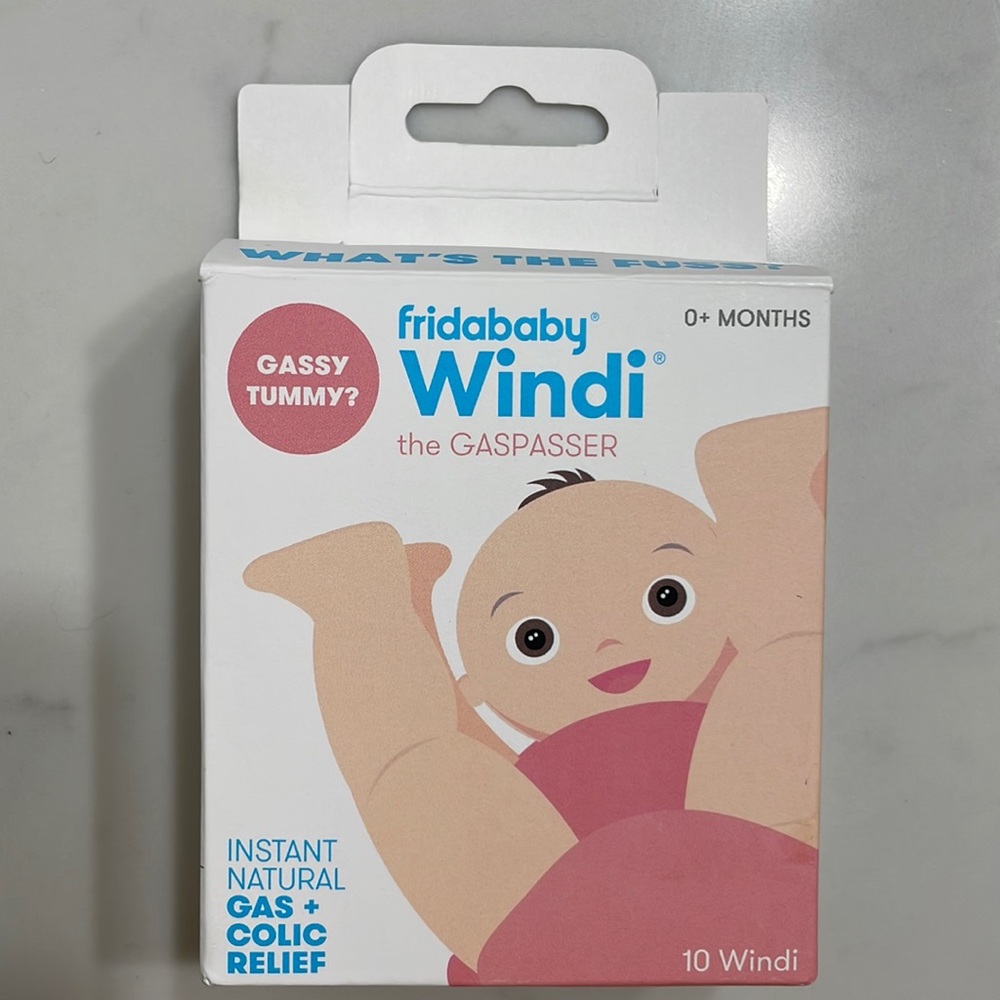 WHAT'S THE FUSS?
GASSY
TUMMY?
fridababy®
Windi®
the GASPASSER
0+ MONTHS
INSTANT
NATURAL
GAS +
COLIC
RELIEF
10 Windi